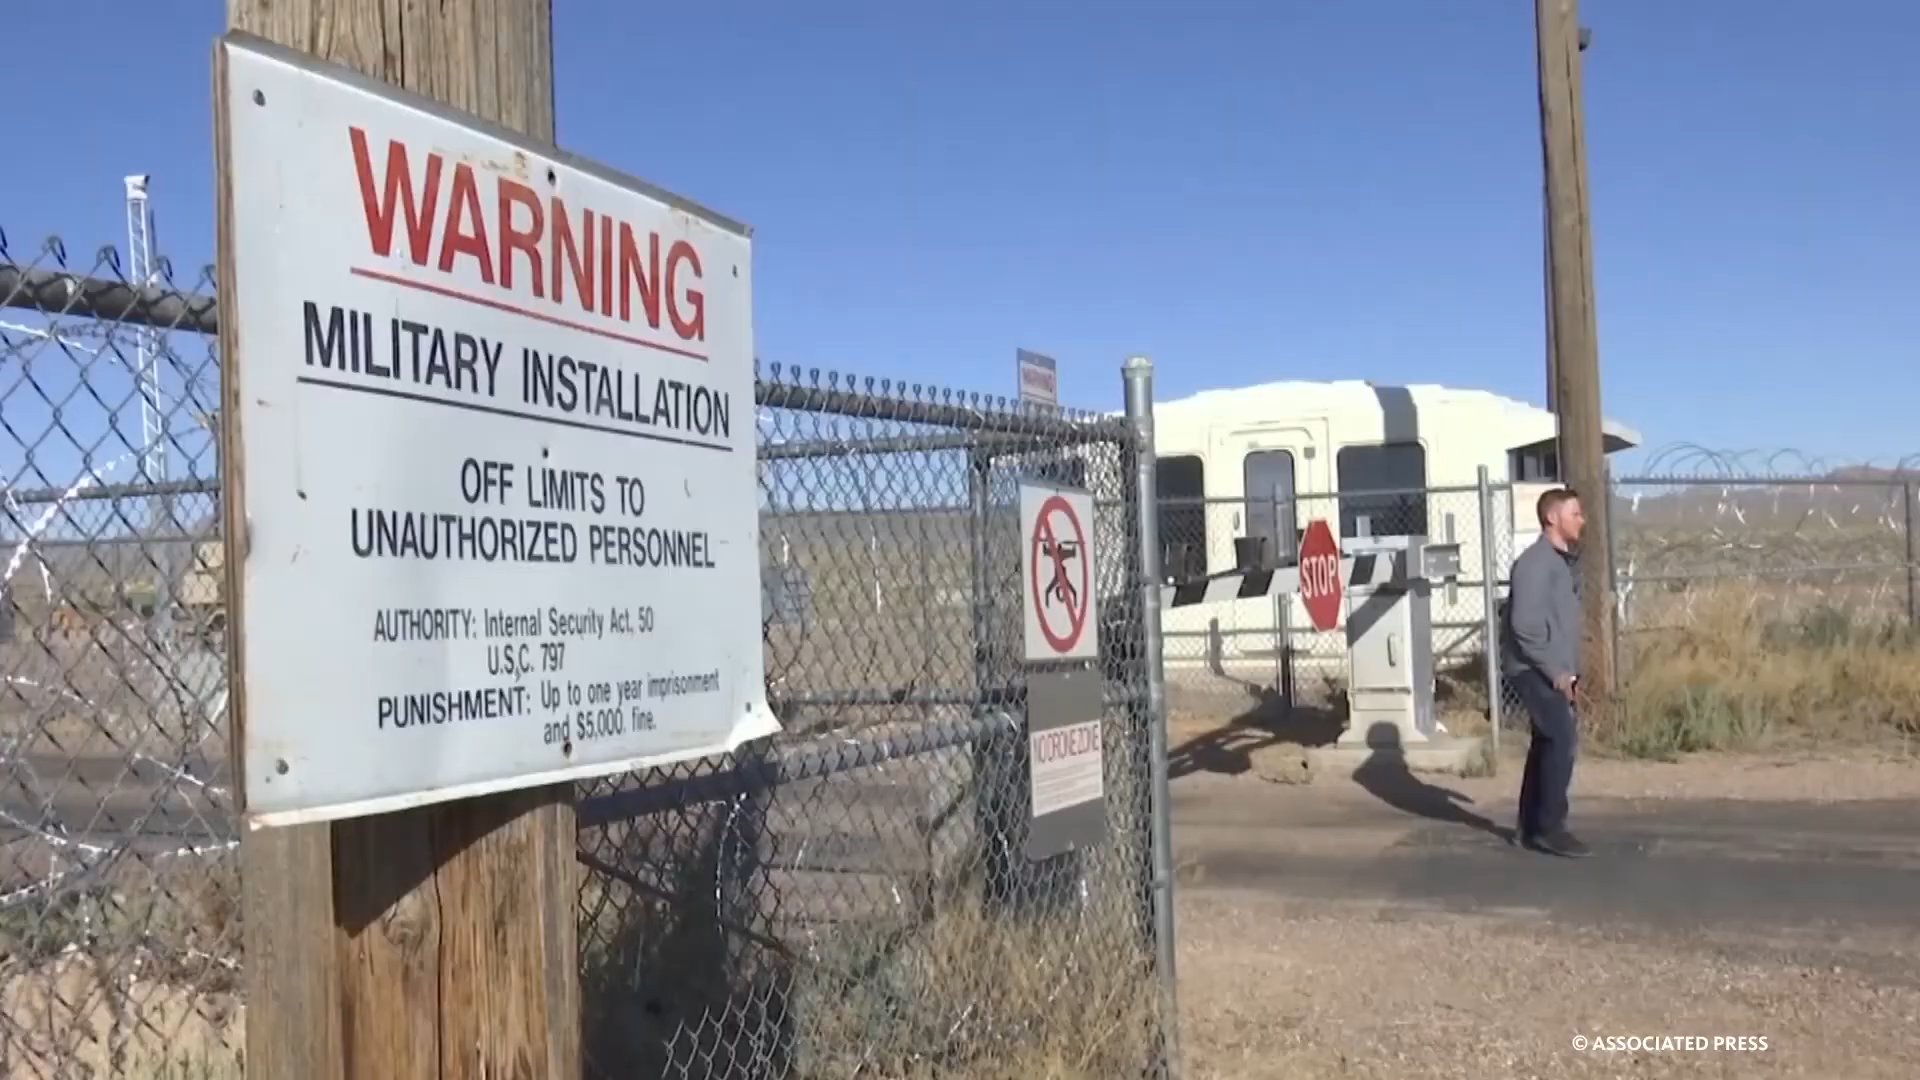 WARNING
MILITARY INSTALLATION
OFF LIMITS TO
UNAUTHORIZED PERSONNEL
AUTHORITY: Internal Security Act, 50
U.S.C. 797
PUNISHMENT: Up to one year imprisonment
and $5,000. fine.
WARNING
STOP
NO DRONE ZONE
© ASSOCIATED PRESS